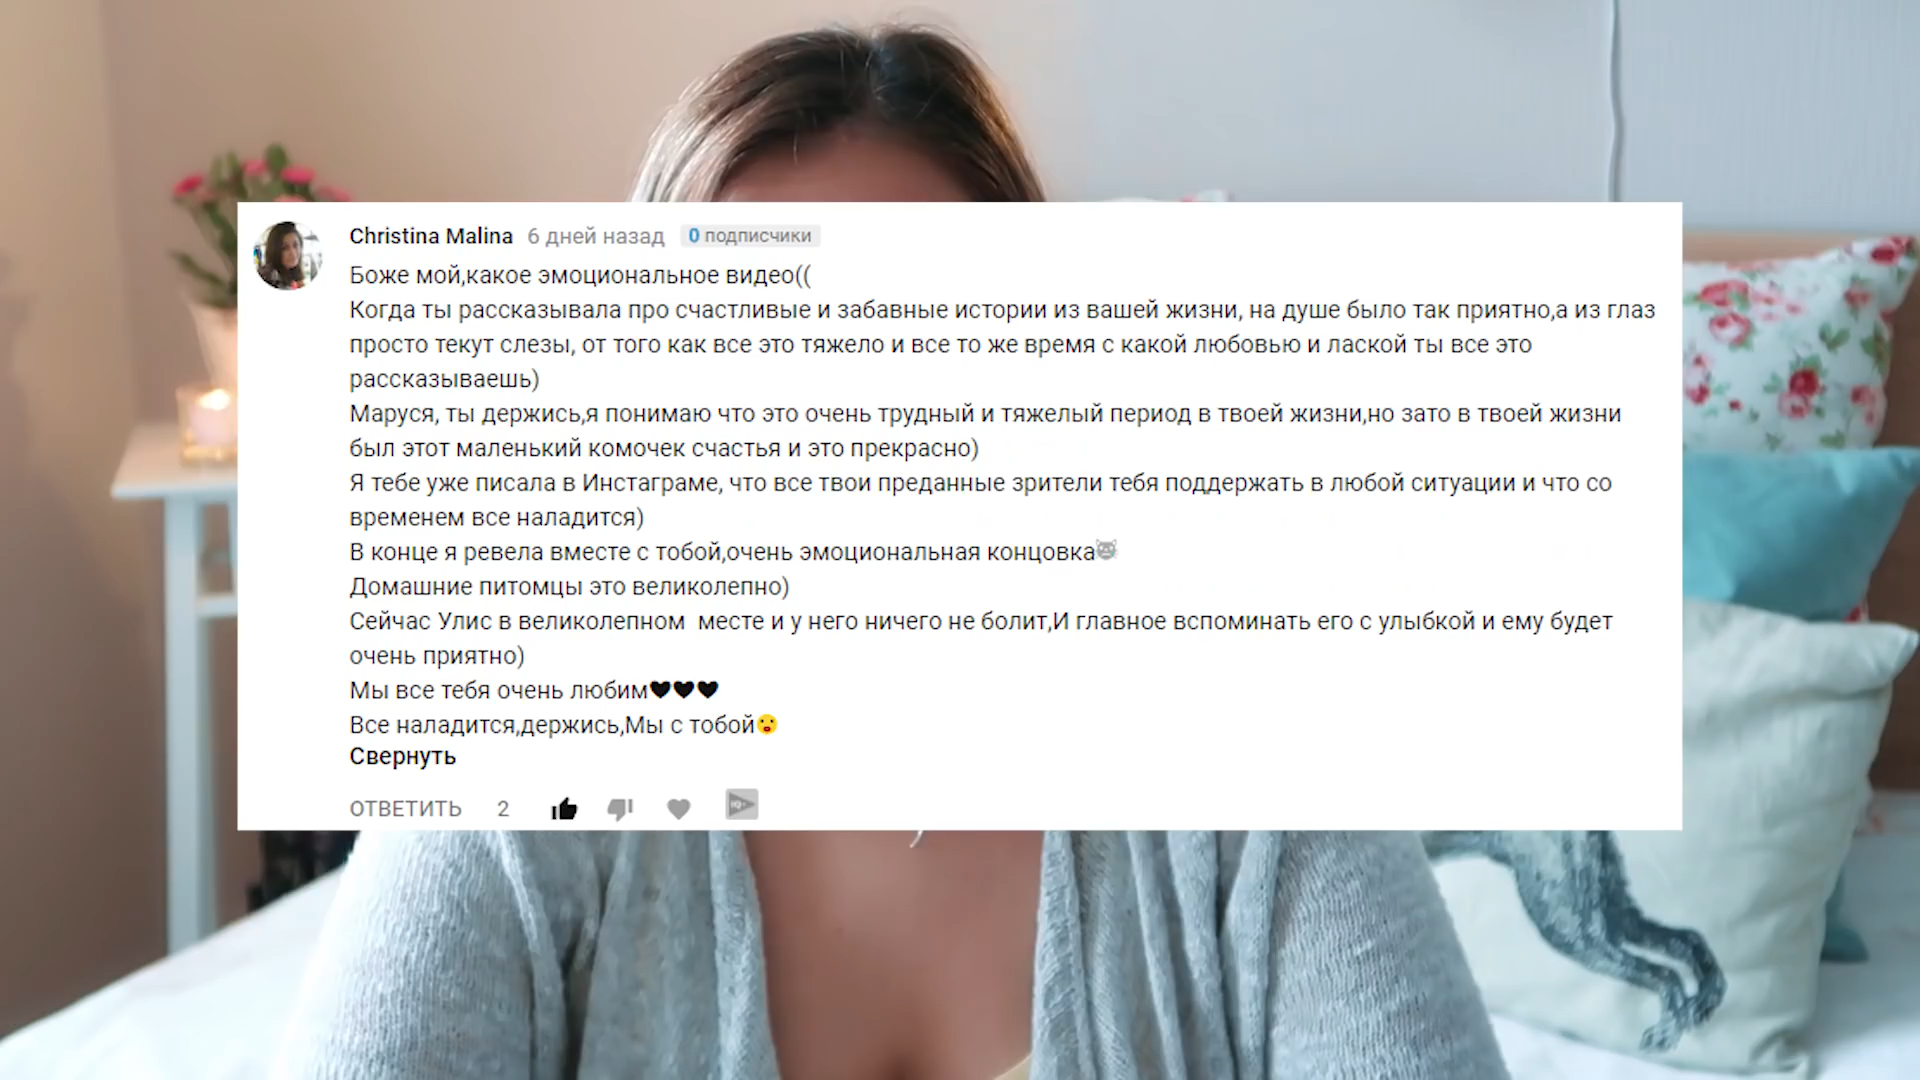 Christina Malina 6 дней назад 0 подписчики
Боже мой,какое эмоциональное видео((
Когда ты рассказывала про счастливые и забавные истории из вашей жизни, на душе было так приятно,а из глаз
просто текут слезы, от того как все это тяжело и все то же время с какой любовью и лаской ты все это
рассказываешь)
Маруся, ты держись,я понимаю что это очень трудный и тяжелый период в твоей жизни,но зато в твоей жизни
был этот маленький комочек счастья и это прекрасно)
Я тебе уже писала в Инстаграме, что все твои преданные зрители тебя поддержать в любой ситуации и что со
временем все наладится)
В конце я ревела вместе с тобой,очень эмоциональная концовка😿
Домашние питомцы это великолепно)
Сейчас Улис в великолепном  месте и у него ничего не болит,И главное вспоминать его с улыбкой и ему будет
очень приятно)
Мы все тебя очень любим♥♥♥
Все наладится,держись,Мы с тобой😮
Свернуть
ОТВЕТИТЬ 2